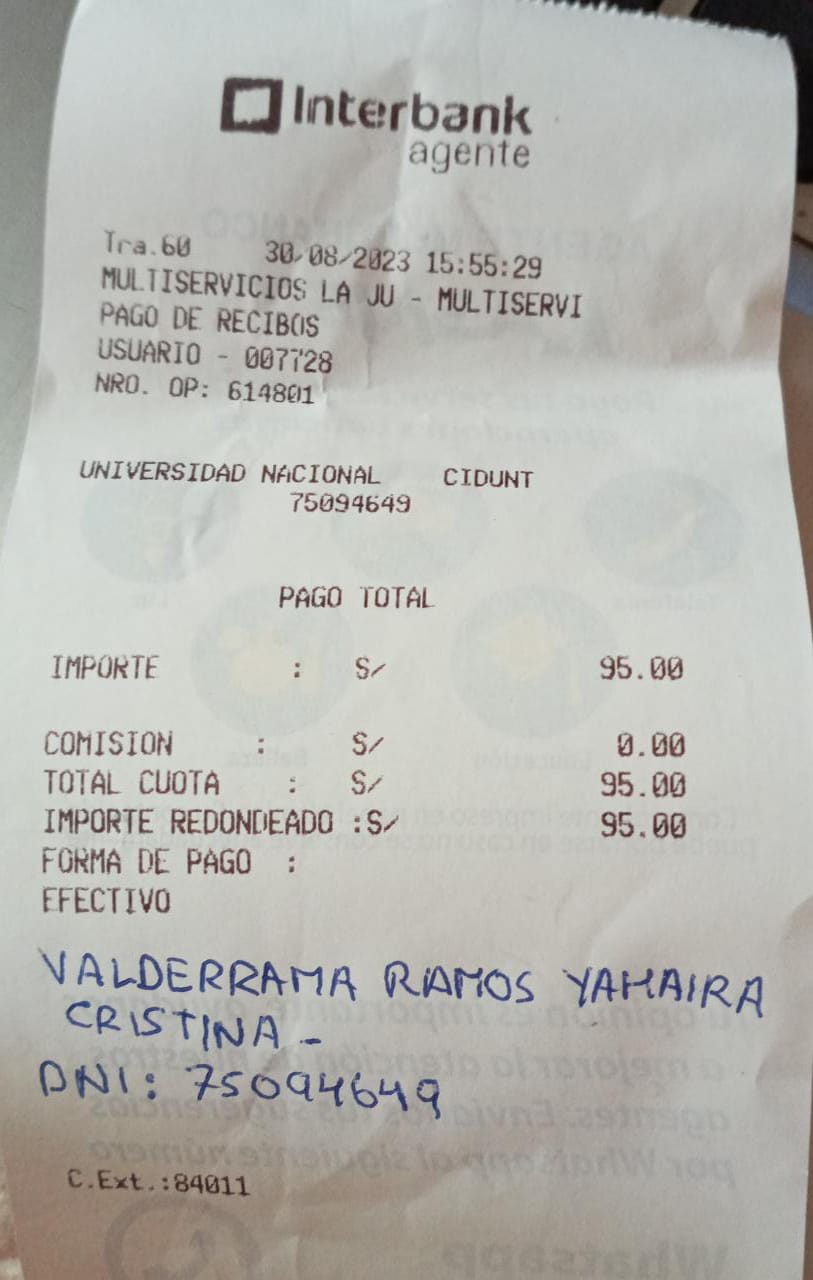 Interbank
agente
Tra.60 30/08/2023 15:55:29
MULTISERVICIOS LA JU - MULTISERVI
PAGO DE RECIBOS
USUARIO - 007728
NRO. OP: 614801
UNIVERSIDAD NACIONAL CIDUNT
75094649
PAGO TOTAL
IMPORTE : S/ 95.00
COMISION : S/ 0.00
TOTAL CUOTA : S/ 95.00
IMPORTE REDONDEADO :S/ 95.00
FORMA DE PAGO :
EFECTIVO
VALDERRAMA RAMOS YAHAIRA
CRISTINA -
DNI: 75094649
C.Ext.:84011